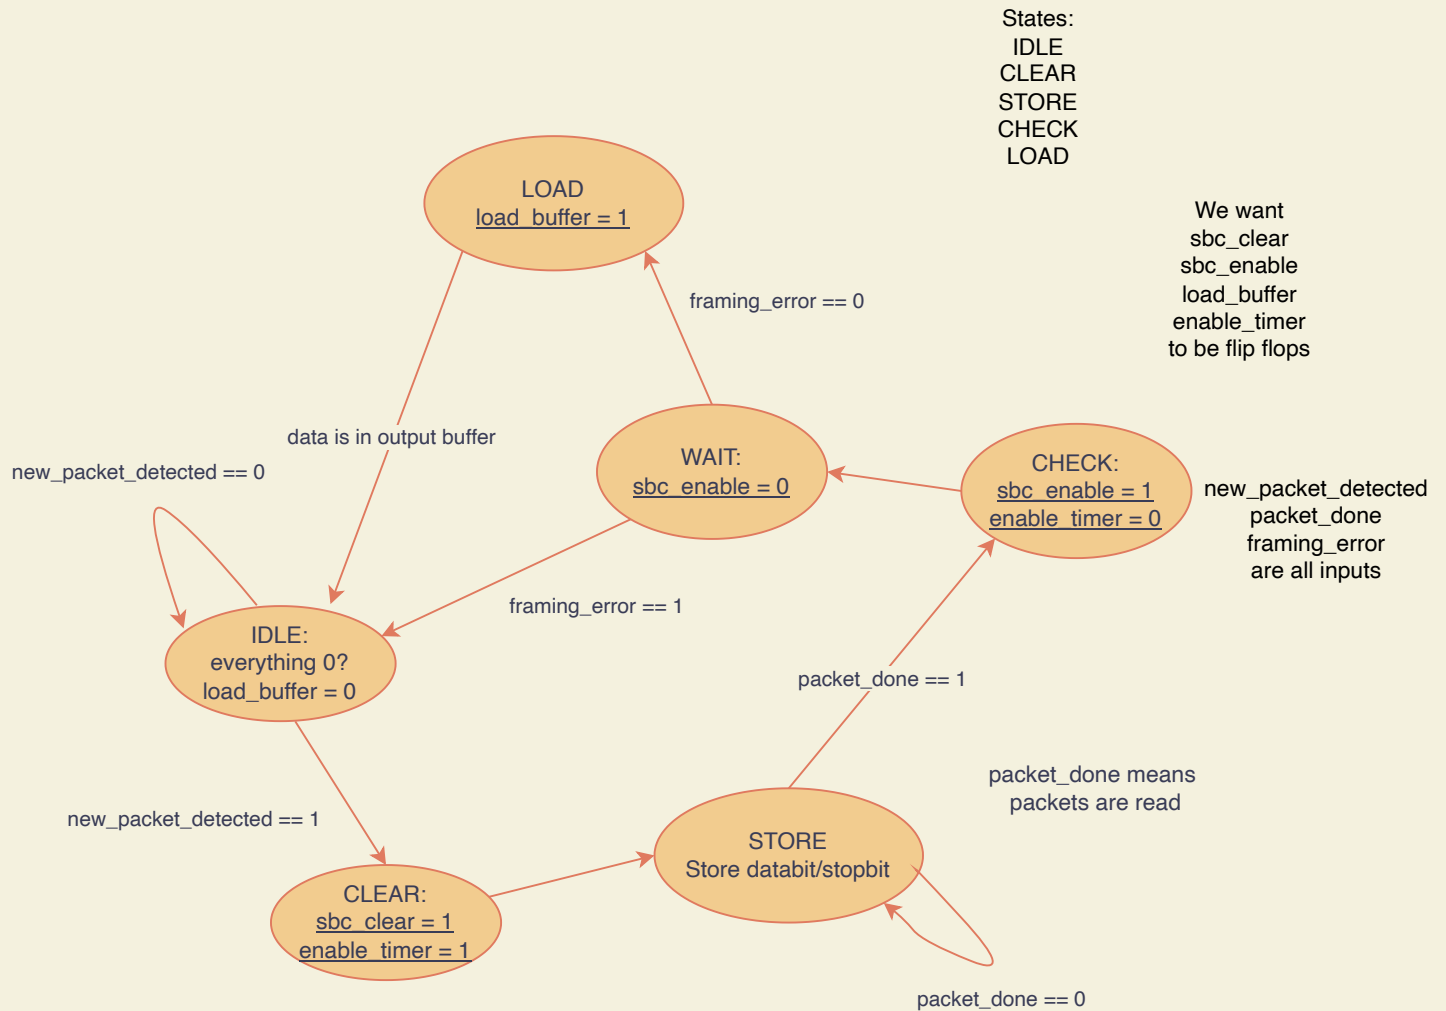 States:
IDLE
CLEAR
STORE
CHECK
LOAD
We want
sbc_clear
sbc_enable
load_buffer
enable_timer
to be flip flops
LOAD
load_buffer = 1
framing_error == 0
data is in output buffer
new_packet_detected == 0
WAIT:
sbc_enable = 0
CHECK:
sbc_enable = 1
enable_timer = 0
new_packet_detected
packet_done
framing_error
are all inputs
framing_error == 1
IDLE:
everything 0?
load_buffer = 0
packet_done == 1
packet_done means
packets are read
new_packet_detected == 1
STORE
Store databit/stopbit
CLEAR:
sbc_clear = 1
enable_timer = 1
packet_done == 0